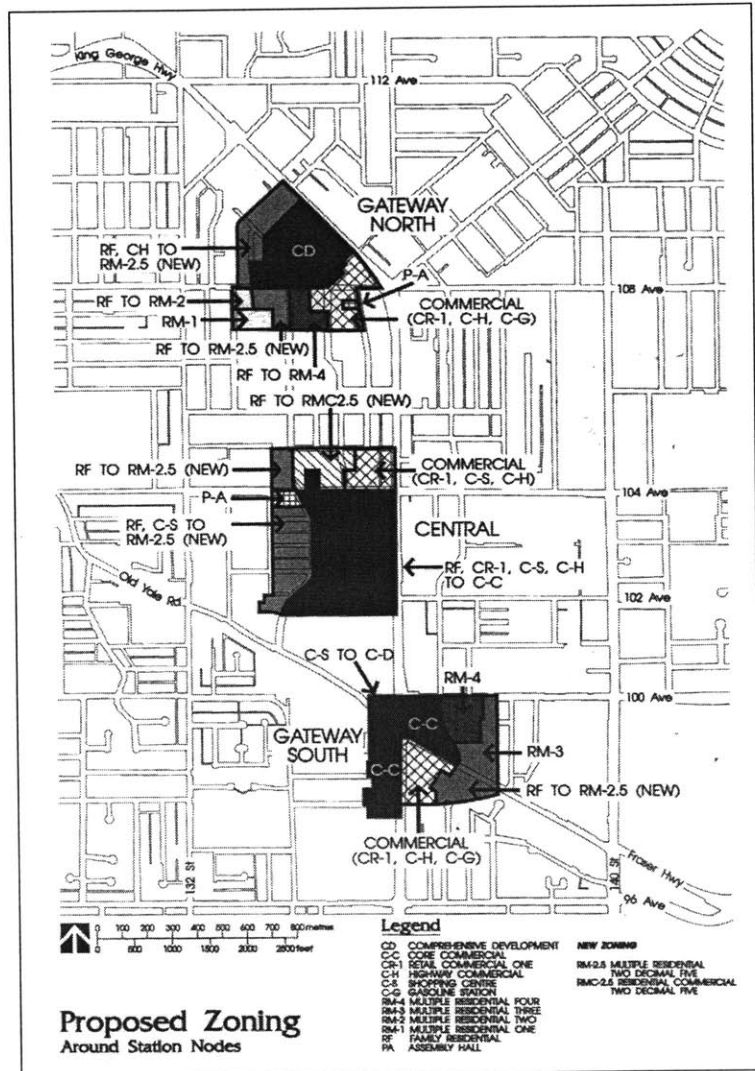 King George Hwy
112 Ave
GATEWAY
NORTH
CD
RF, CH TO
RM-2.5 (NEW)
P-A
108 Ave
RF TO RM-2
COMMERCIAL
(CR-1, C-H, C-G)
RM-1
RF TO RM-2.5 (NEW)
RF TO RM-4
RF TO RMC2.5 (NEW)
RF TO RM-2.5 (NEW)
COMMERCIAL
(CR-1, C-S, C-H)
P-A
104 Ave
RF, C-S TO
RM-2.5 (NEW)
CENTRAL
RF, CR-1, C-S, C-H
TO C-C
Old Yale Rd
102 Ave
C-S TO C-D
RM-4
100 Ave
C-C
GATEWAY
SOUTH
RM-3
C-C
RF TO RM-2.5 (NEW)
COMMERCIAL
(CR-1, C-H, C-G)
132 St
140 St
Fraser Hwy
96 Ave
0 100 200 300 400 500 600 700 800 metres
0 500 1000 1500 2000 2500 feet
Legend
CD COMPREHENSIVE DEVELOPMENT
C-C CORE COMMERCIAL
CR-1 RETAIL COMMERCIAL ONE
C-H HIGHWAY COMMERCIAL
C-S SHOPPING CENTRE
C-G GASOLINE STATION
RM-4 MULTIPLE RESIDENTIAL FOUR
RM-3 MULTIPLE RESIDENTIAL THREE
RM-2 MULTIPLE RESIDENTIAL TWO
RM-1 MULTIPLE RESIDENTIAL ONE
RF FAMILY RESIDENTIAL
PA ASSEMBLY HALL
NEW ZONING
RM-2.5 MULTIPLE RESIDENTIAL
TWO DECIMAL FIVE
RMC-2.5 RESIDENTIAL COMMERCIAL
TWO DECIMAL FIVE
Proposed Zoning
Around Station Nodes